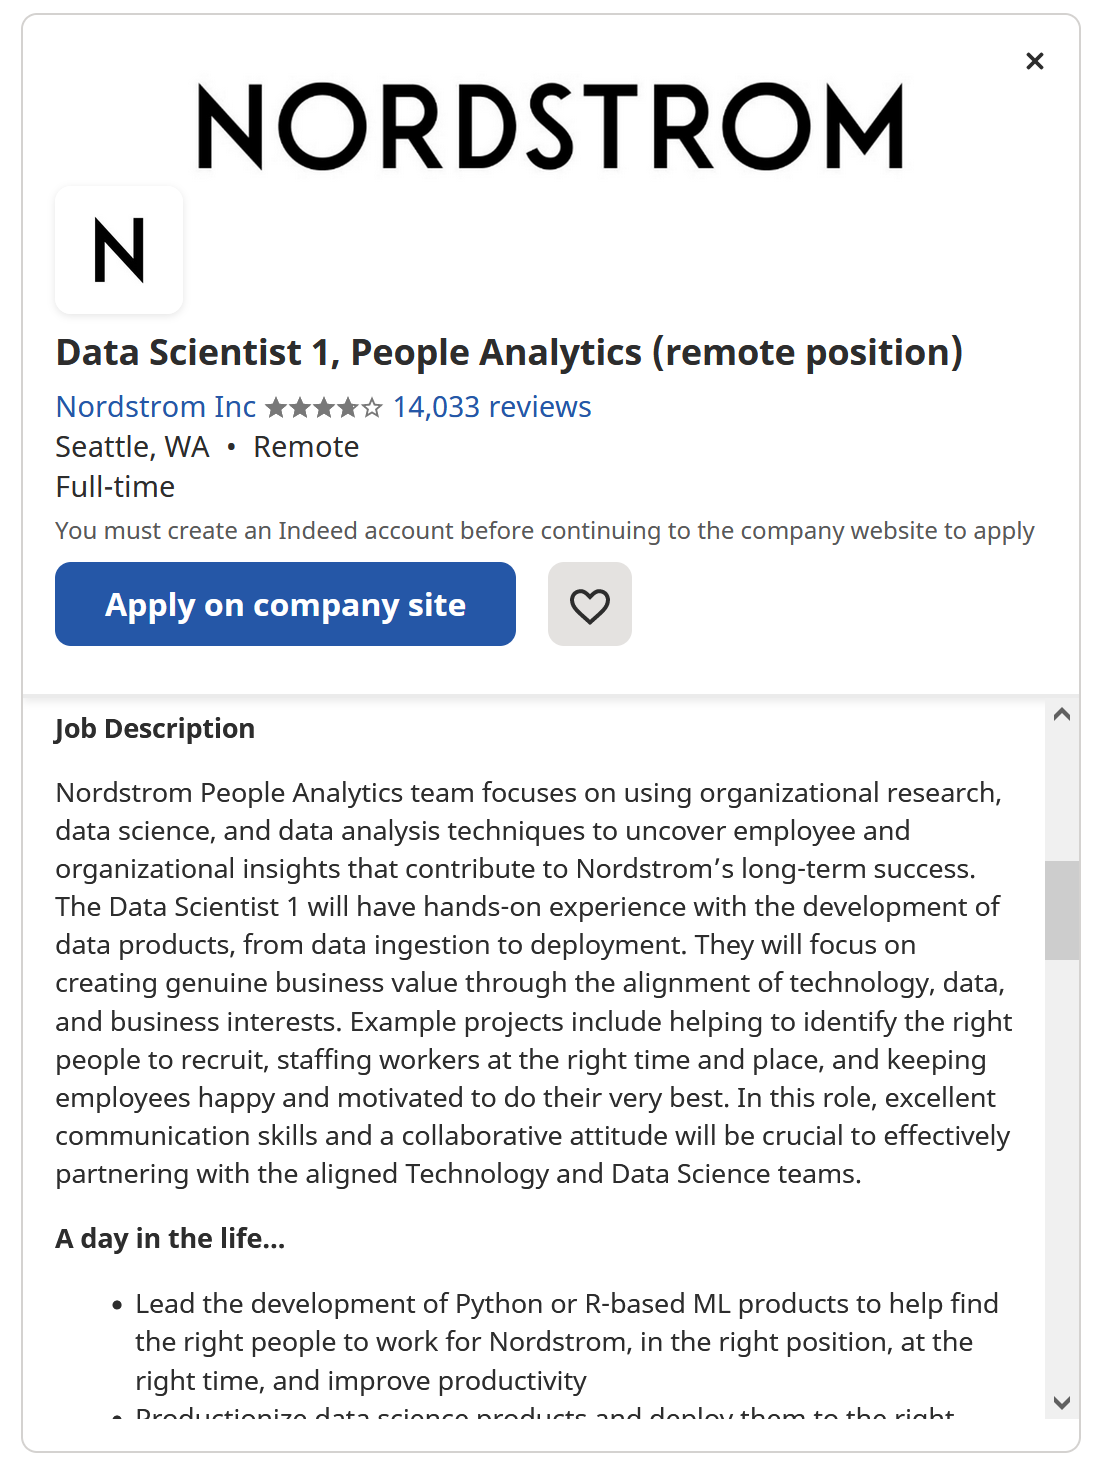 NORDSTROM
N
Data Scientist 1, People Analytics (remote position)
Nordstrom Inc ★★★★☆ 14,033 reviews
Seattle, WA • Remote
Full-time
You must create an Indeed account before continuing to the company website to apply
Apply on company site
Job Description
Nordstrom People Analytics team focuses on using organizational research,
data science, and data analysis techniques to uncover employee and
organizational insights that contribute to Nordstrom’s long-term success.
The Data Scientist 1 will have hands-on experience with the development of
data products, from data ingestion to deployment. They will focus on
creating genuine business value through the alignment of technology, data,
and business interests. Example projects include helping to identify the right
people to recruit, staffing workers at the right time and place, and keeping
employees happy and motivated to do their very best. In this role, excellent
communication skills and a collaborative attitude will be crucial to effectively
partnering with the aligned Technology and Data Science teams.
A day in the life...
• Lead the development of Python or R-based ML products to help find
the right people to work for Nordstrom, in the right position, at the
right time, and improve productivity
• Productionize data science products and deploy them to the right